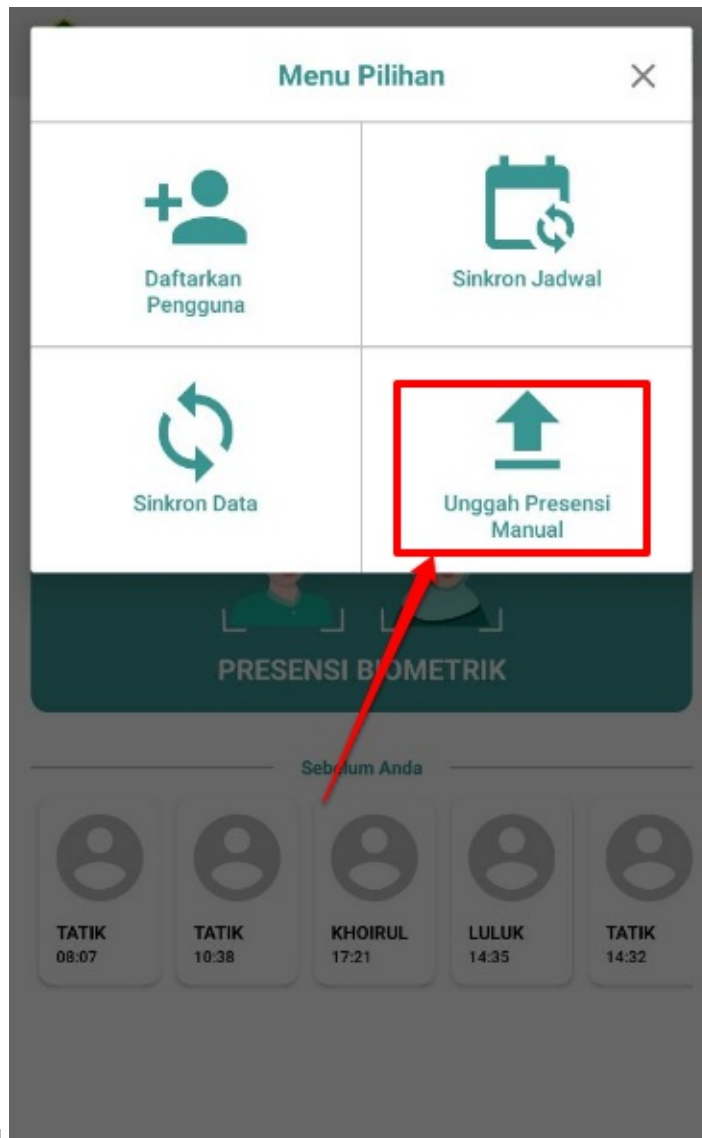 Menu Pilihan
Daftarkan
Pengguna
Sinkron Jadwal
Sinkron Data
Unggah Presensi
Manual
PRESENSI BIOMETRIK
Sebelum Anda
TATIK
08:07
TATIK
10:38
KHOIRUL
17:21
LULUK
14:35
TATIK
14:32